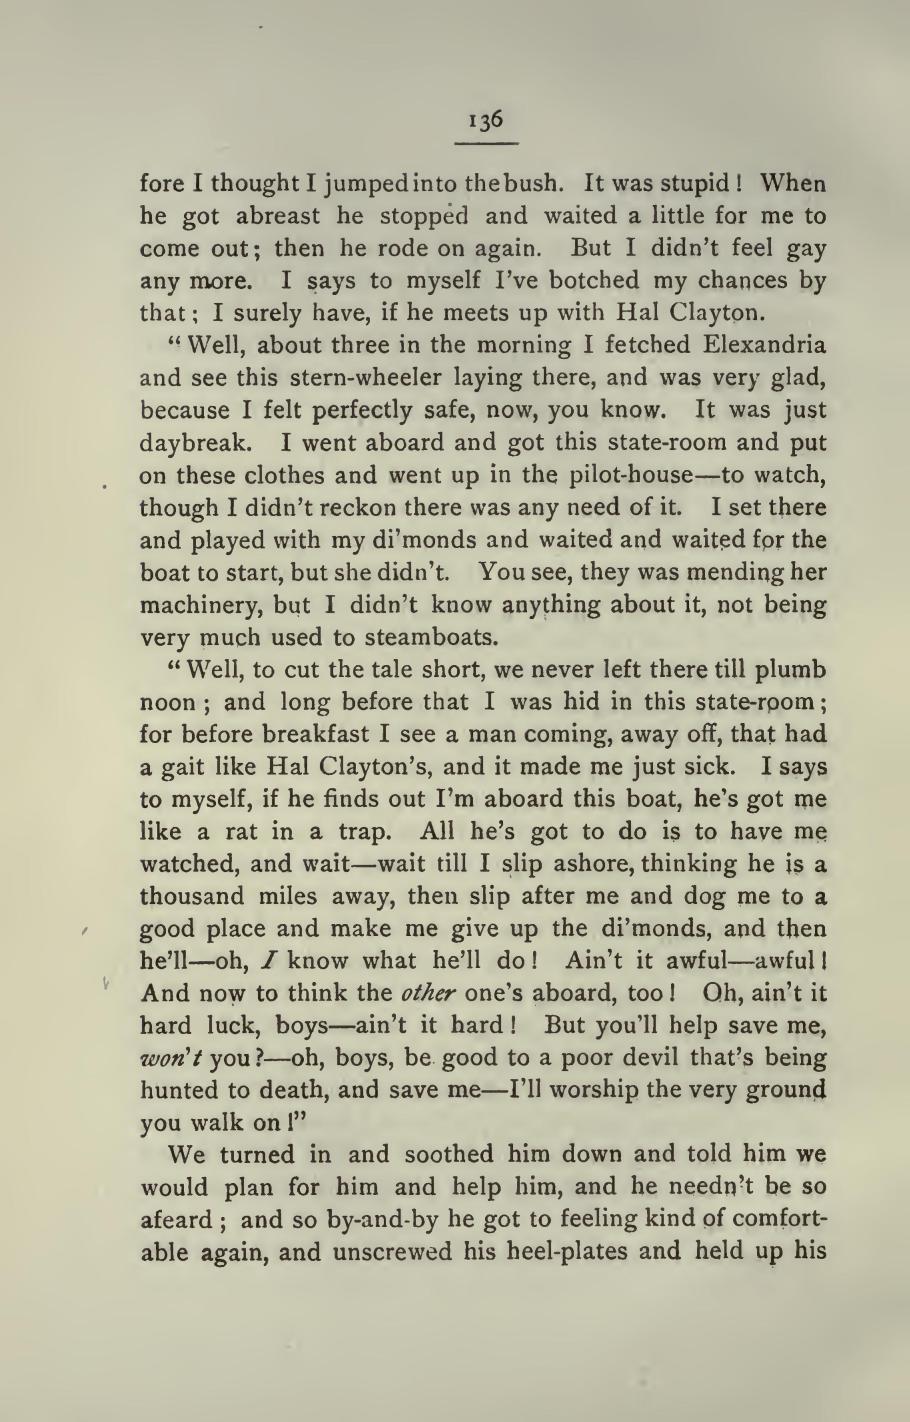 136
fore I thought I jumped into the bush. It was stupid! When
he got abreast he stopped and waited a little for me to
come out; then he rode on again. But I didn't feel gay
any more. I says to myself I've botched my chances by
that; I surely have, if he meets up with Hal Clayton.
"Well, about three in the morning I fetched Elexandria
and see this stern-wheeler laying there, and was very glad,
because I felt perfectly safe, now, you know. It was just
daybreak. I went aboard and got this state-room and put
on these clothes and went up in the pilot-house—to watch,
though I didn't reckon there was any need of it. I set there
and played with my di'monds and waited and waited for the
boat to start, but she didn't. You see, they was mending her
machinery, but I didn't know anything about it, not being
very much used to steamboats.
"Well, to cut the tale short, we never left there till plumb
noon; and long before that I was hid in this state-room;
for before breakfast I see a man coming, away off, that had
a gait like Hal Clayton's, and it made me just sick. I says
to myself, if he finds out I'm aboard this boat, he's got me
like a rat in a trap. All he's got to do is to have me
watched, and wait—wait till I slip ashore, thinking he is a
thousand miles away, then slip after me and dog me to a
good place and make me give up the di'monds, and then
he'll—oh, I know what he'll do! Ain't it awful—awful!
And now to think the other one's aboard, too! Oh, ain't it
hard luck, boys—ain't it hard! But you'll help save me,
won't you?—oh, boys, be good to a poor devil that's being
hunted to death, and save me—I'll worship the very ground
you walk on!"
We turned in and soothed him down and told him we
would plan for him and help him, and he needn't be so
afeard; and so by-and-by he got to feeling kind of comfort-
able again, and unscrewed his heel-plates and held up his